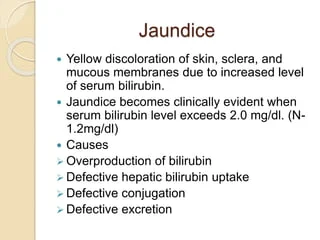 Jaundice
• Yellow discoloration of skin, sclera, and
mucous membranes due to increased level
of serum bilirubin.
• Jaundice becomes clinically evident when
serum bilirubin level exceeds 2.0 mg/dl. (N-
1.2mg/dl)
• Causes
➢ Overproduction of bilirubin
➢ Defective hepatic bilirubin uptake
➢ Defective conjugation
➢ Defective excretion